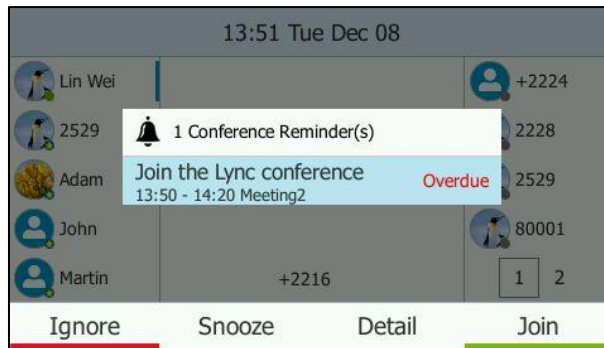 13:51 Tue Dec 08
Lin Wei
+2224
1 Conference Reminder(s)
2529
2228
Join the Lync conference
Overdue
13:50 - 14:20 Meeting2
Adam
2529
John
80001
Martin
+2216
1 2
Ignore Snooze Detail Join